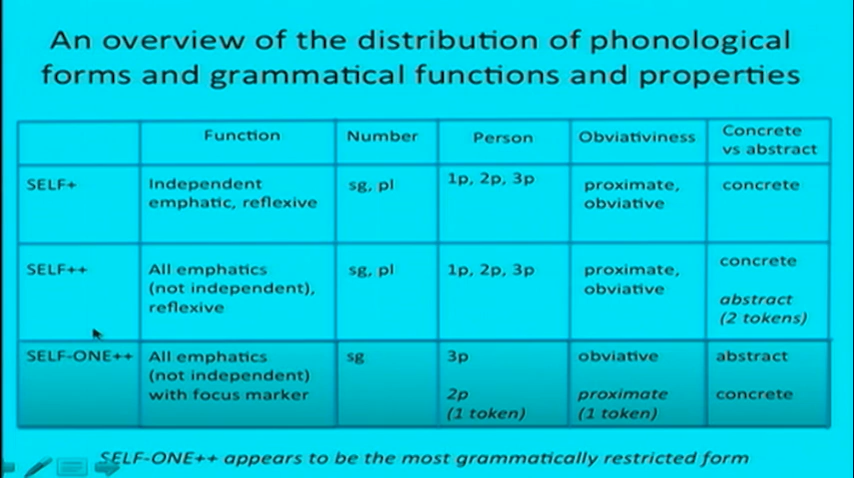 An overview of the distribution of phonological
forms and grammatical functions and properties
Function Number Person Obviativiness Concrete
vs abstract
SELF+ Independent sg, pl 1p, 2p, 3p proximate, concrete
emphatic, reflexive obviative
SELF++ All emphatics sg, pl 1p, 2p, 3p proximate, concrete
(not independent), obviative abstract
reflexive (2 tokens)
SELF-ONE++ All emphatics sg 3p obviative abstract
(not independent)
with focus marker 2p proximate concrete
(1 token) (1 token)
SELF-ONE++ appears to be the most grammatically restricted form